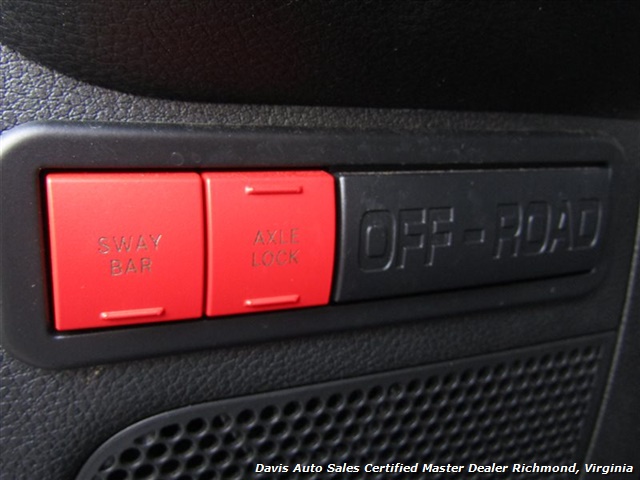 SWAY
BAR
AXLE
LOCK
OFF-ROAD
Davis Auto Sales Certified Master Dealer Richmond, Virginia